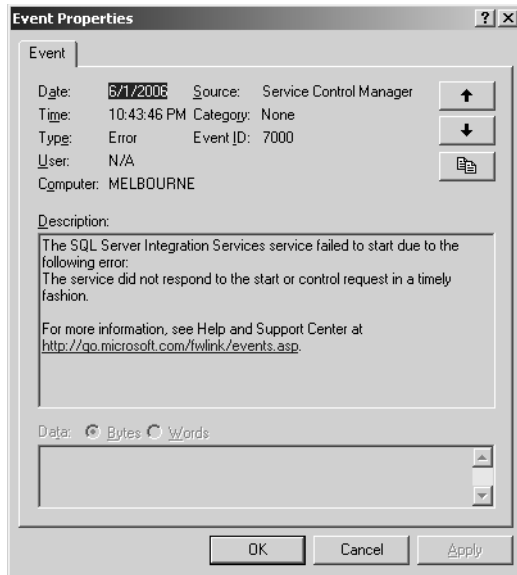 Event Properties
Event
Date: 6/1/2006 Source: Service Control Manager
Time: 10:43:46 PM Category: None
Type: Error Event ID: 7000
User: N/A
Computer: MELBOURNE
Description:
The SQL Server Integration Services service failed to start due to the
following error:
The service did not respond to the start or control request in a timely
fashion.
For more information, see Help and Support Center at
http://go.microsoft.com/fwlink/events.asp.
Data: Bytes Words
OK Cancel Apply